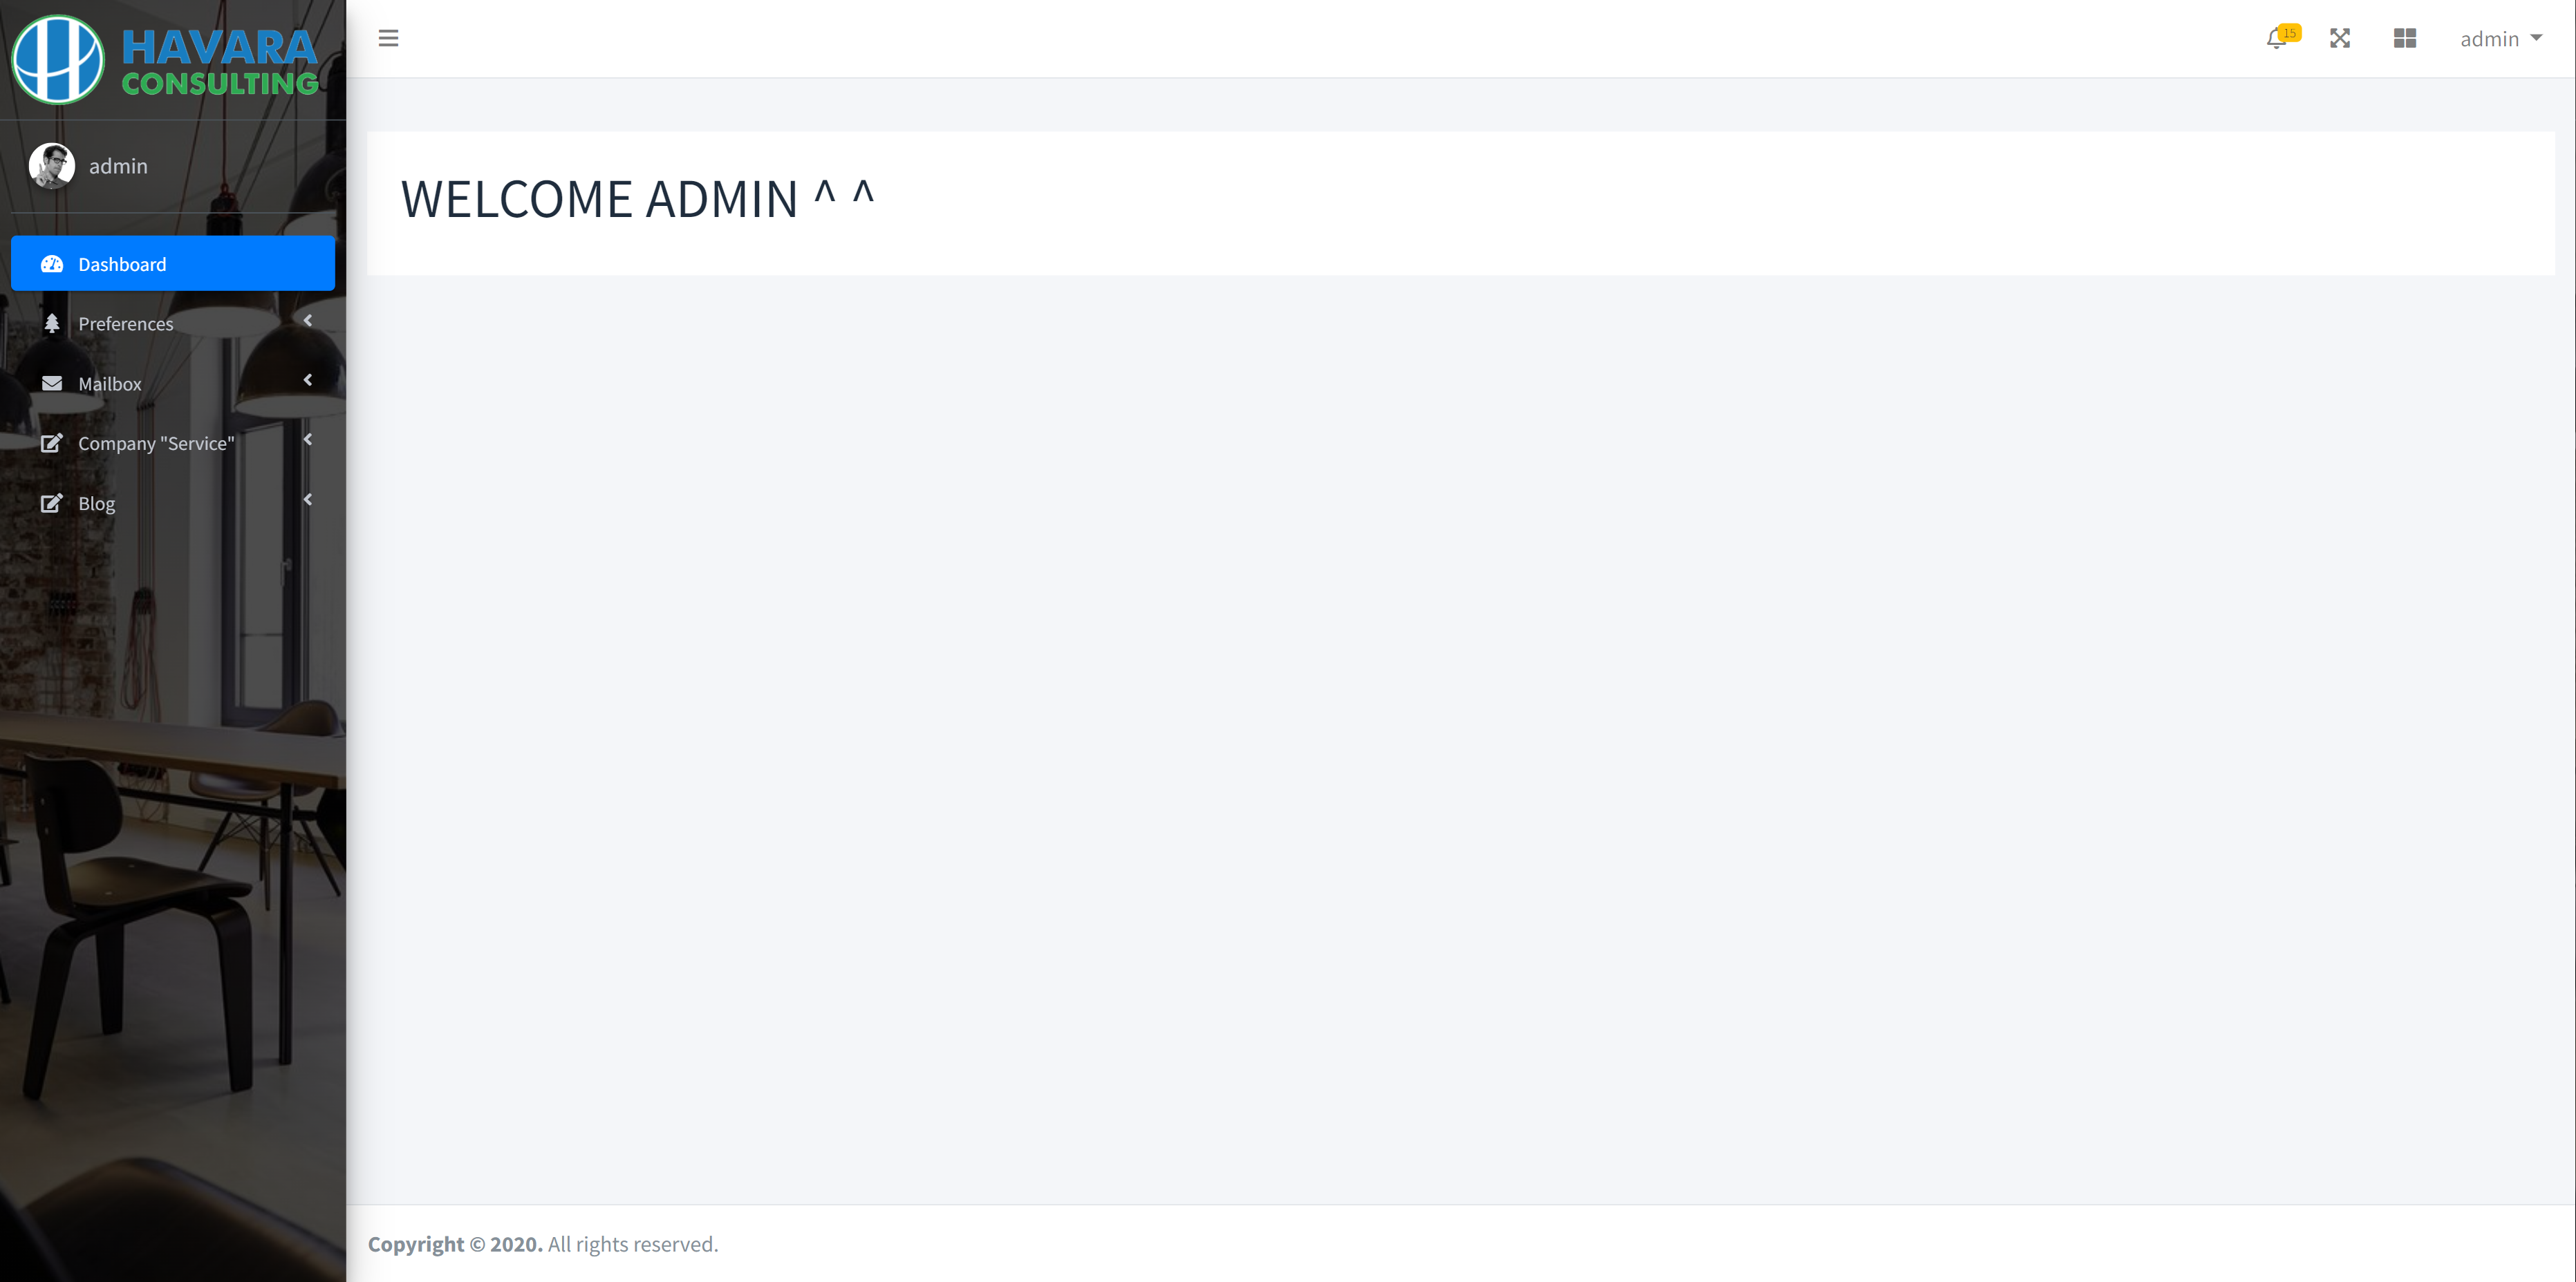 HAVARA
CONSULTING
15
admin
admin
WELCOME ADMIN ^ ^
Dashboard
Preferences
Mailbox
Company "Service"
Blog
Copyright © 2020. All rights reserved.